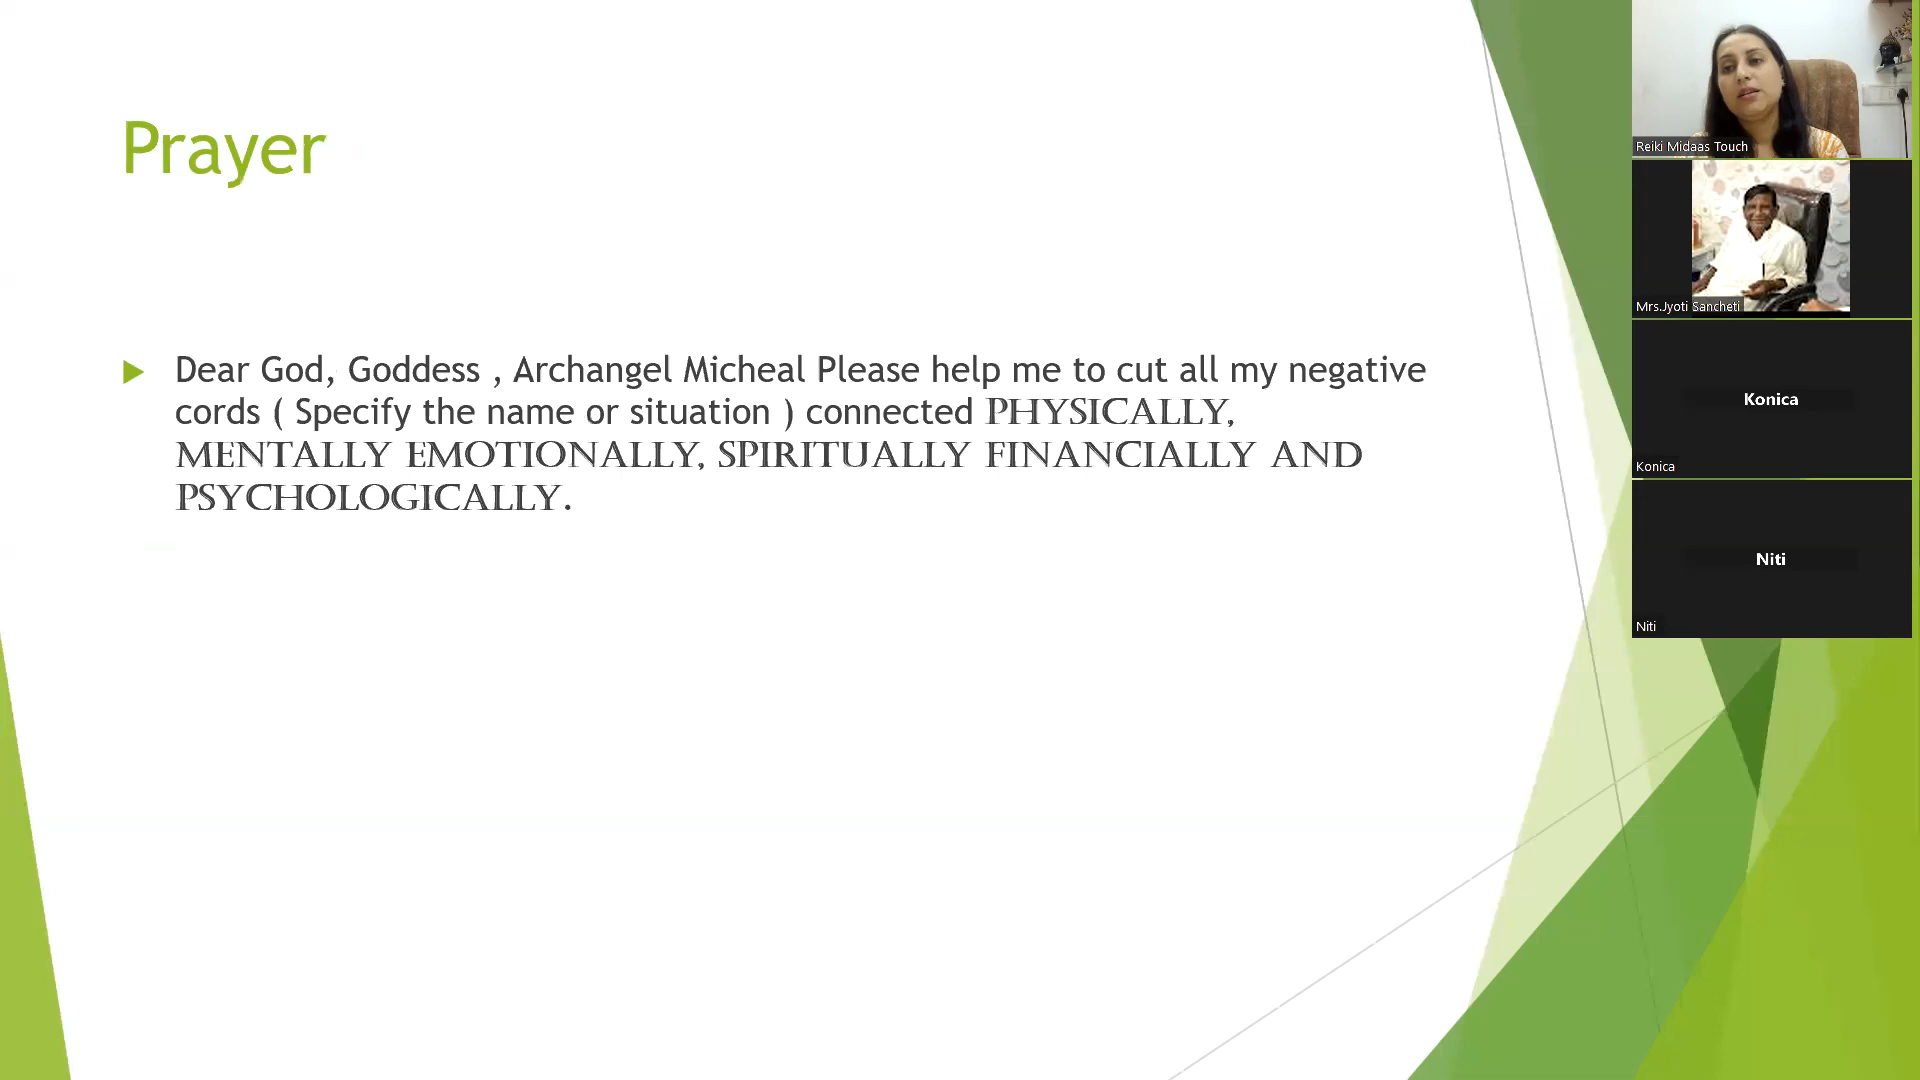 Prayer
Dear God, Goddess , Archangel Micheal Please help me to cut all my negative
cords ( Specify the name or situation ) connected PHYSICALLY,
MENTALLY EMOTIONALLY, SPIRITUALLY FINANCIALLY AND
PSYCHOLOGICALLY.
Reiki Midaas Touch
Mrs.Jyoti Sancheti
Konica
Konica
Niti
Niti